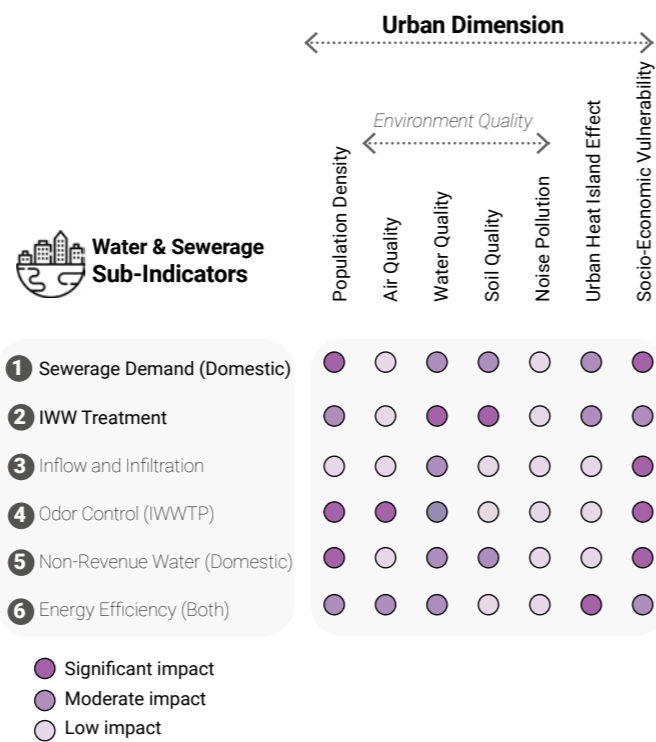 Urban Dimension
Environment Quality
Population Density
Air Quality
Water Quality
Soil Quality
Noise Pollution
Urban Heat Island Effect
Socio-Economic Vulnerability
Water & Sewerage
Sub-Indicators
1 Sewerage Demand (Domestic)
2 IWW Treatment
3 Inflow and Infiltration
4 Odor Control (IWWTP)
5 Non-Revenue Water (Domestic)
6 Energy Efficiency (Both)
Significant impact
Moderate impact
Low impact